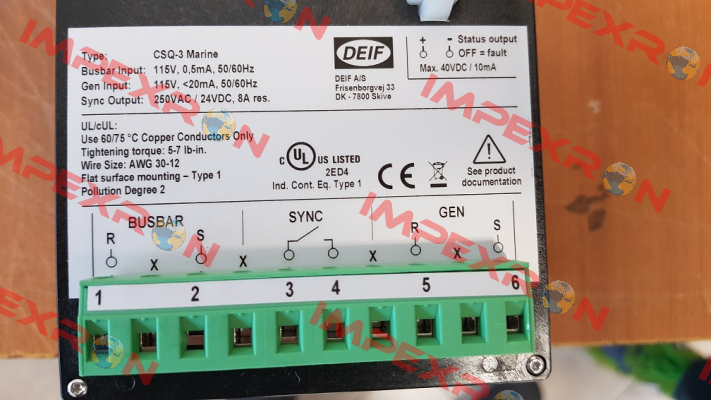 Type: CSQ-3 Marine
Busbar Input: 115V, 0,5mA, 50/60Hz
Gen Input: 115V, <20mA, 50/60Hz
Sync Output: 250VAC / 24VDC, 8A res.
DEIF
DEIF A/S
Frisenborgvej 33
DK - 7800 Skive
+ - Status output
OFF = fault
Max. 40VDC / 10mA
UL/cUL:
Use 60/75 °C Copper Conductors Only
Tightening torque: 5-7 lb-in.
Wire Size: AWG 30-12
Flat surface mounting – Type 1
Pollution Degree 2
C UL US LISTED
2ED4
Ind. Cont. Eq. Type 1
CE
See product
documentation
BUSBAR SYNC GEN
R S R S
X X X X
1 2 3 4 5 6
IMPEXRON
IMPEXRON
IMPEXRON
IMPEXRON
IMPEXRON